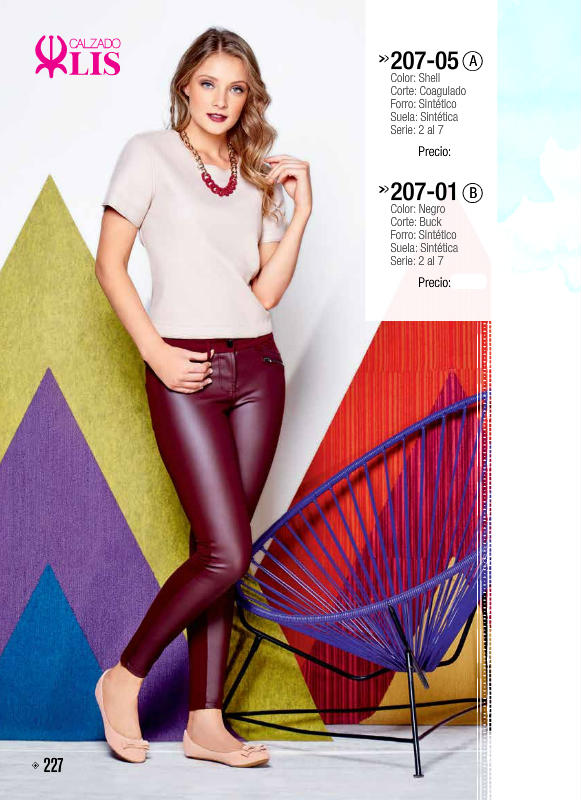 CALZADO
LIS
207-05 A
Color: Shell
Corte: Coagulado
Forro: Sintético
Suela: Sintética
Serie: 2 al 7
Precio:
207-01 B
Color: Negro
Corte: Buck
Forro: Sintético
Suela: Sintética
Serie: 2 al 7
Precio:
227